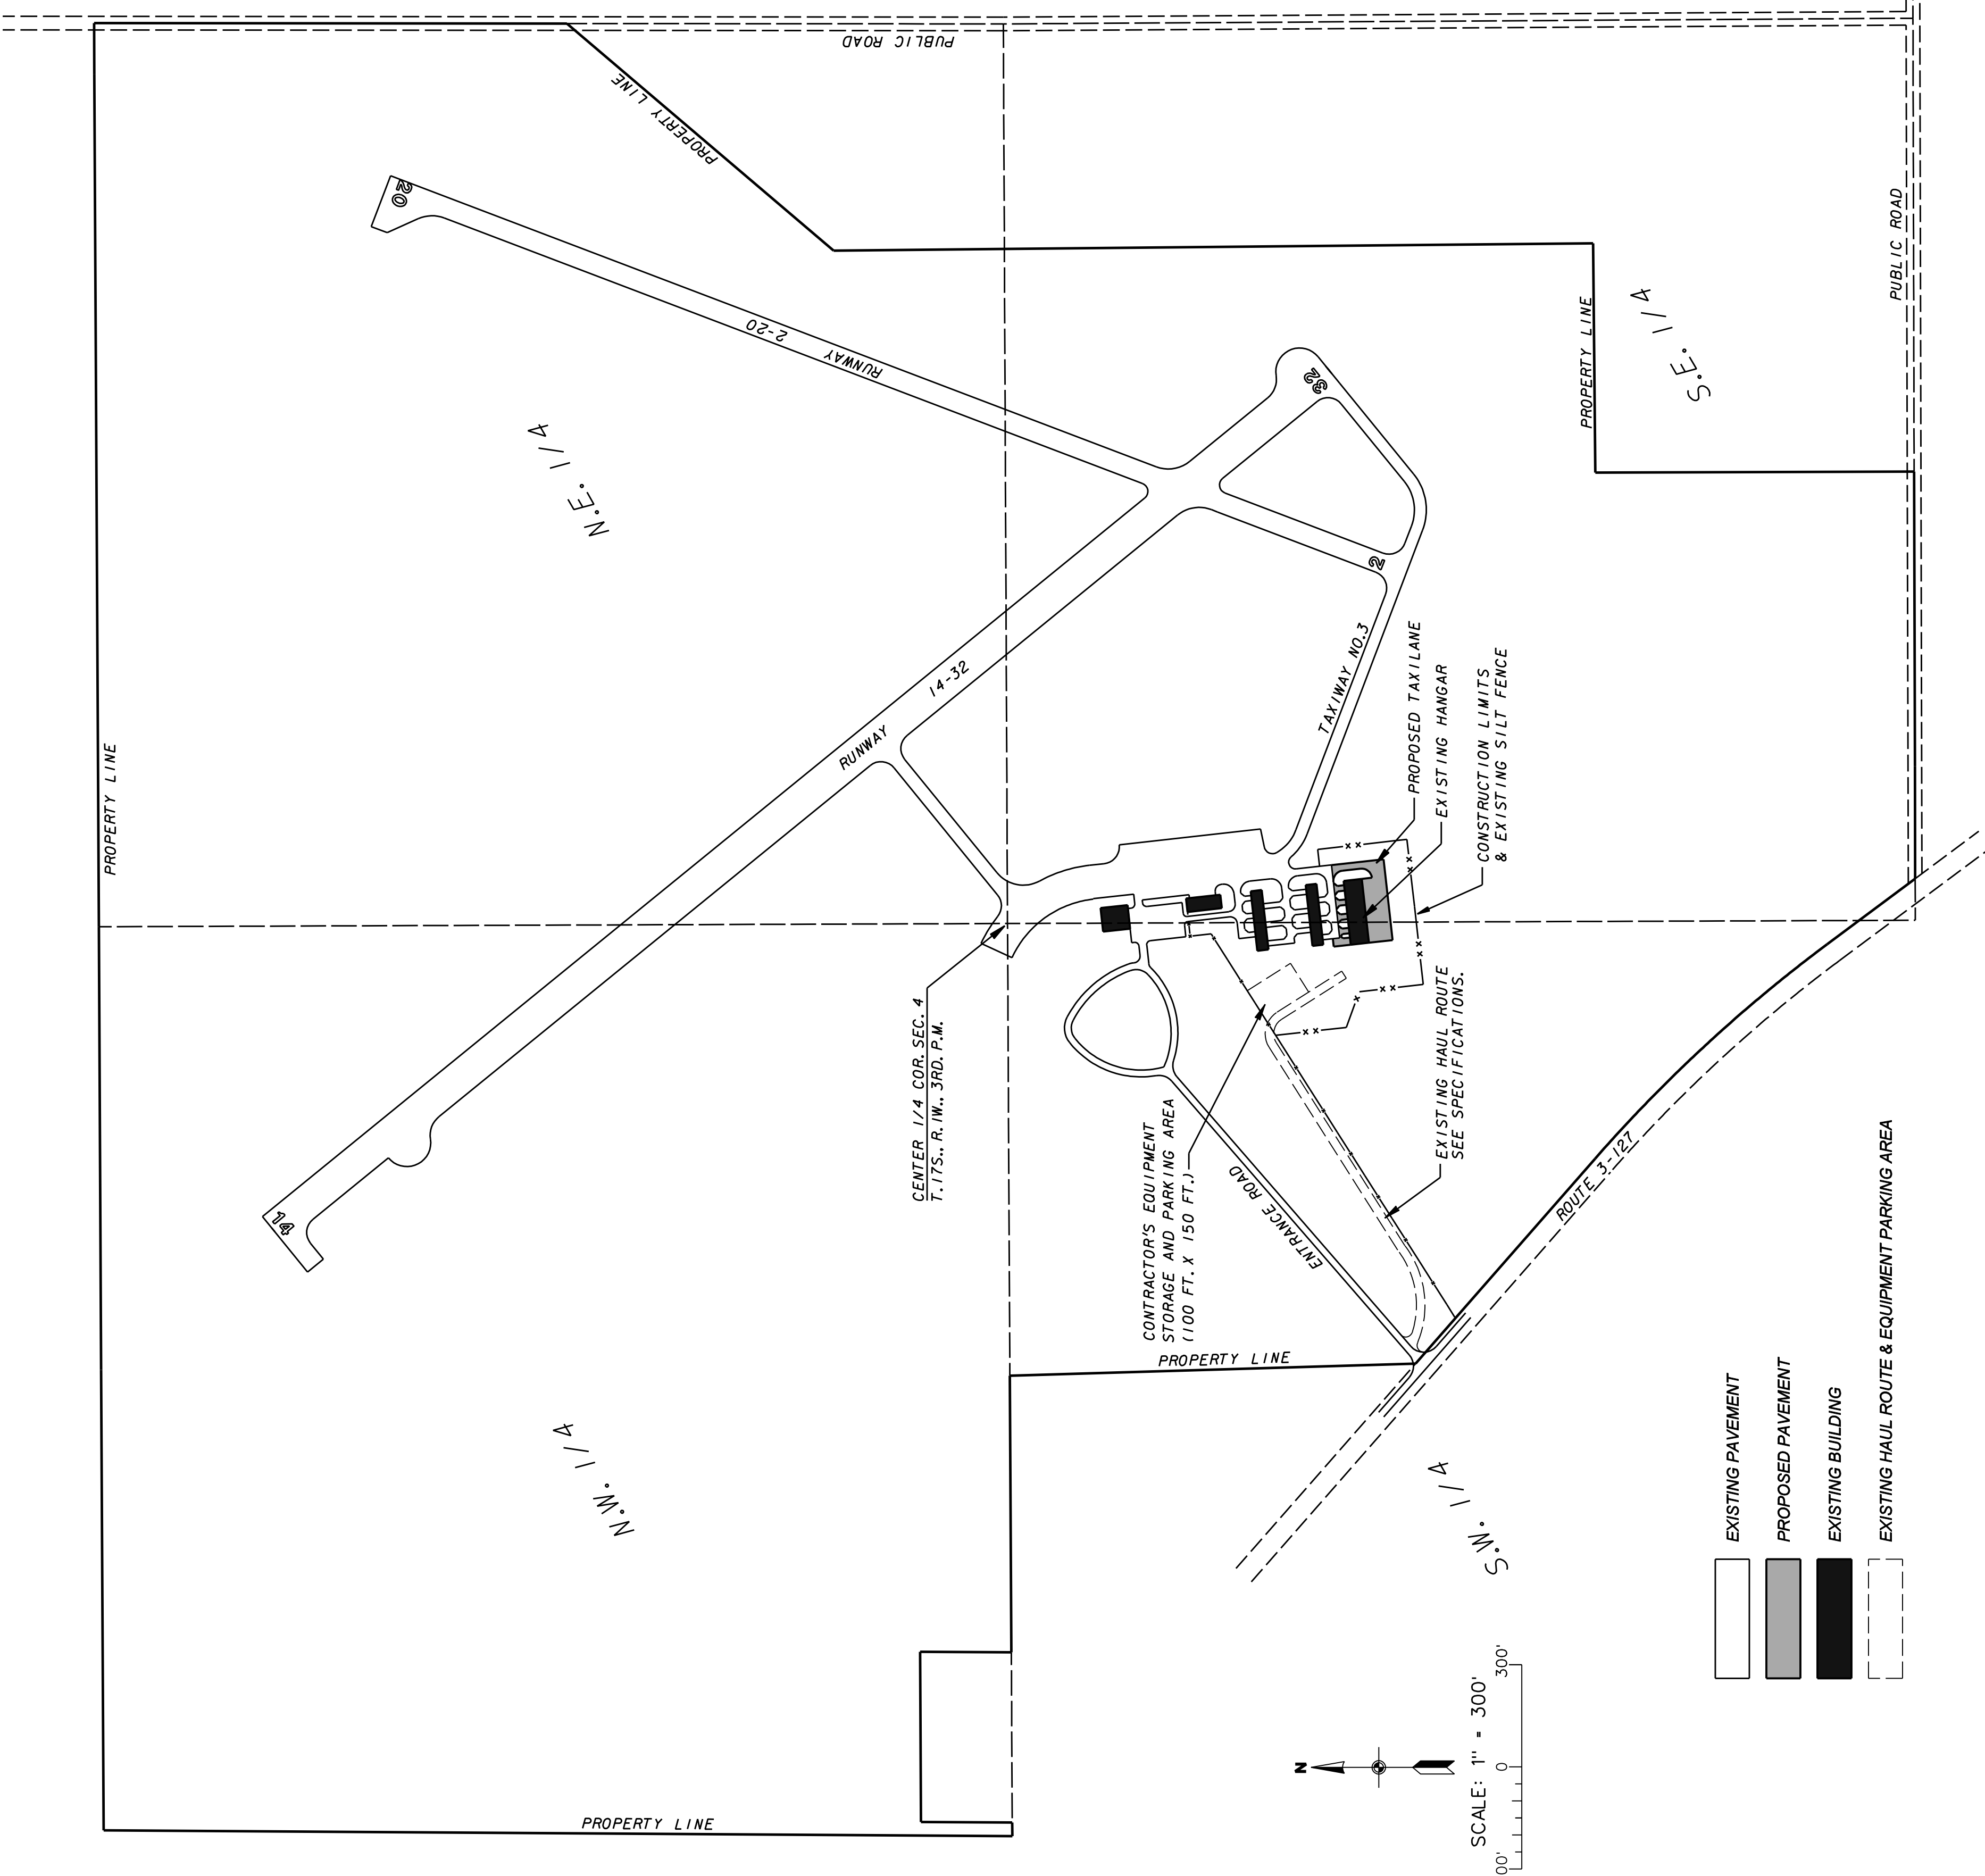 PUBLIC ROAD
PROPERTY LINE
20
RUNWAY 2-20
PUBLIC ROAD
S.E. 1/4
PROPERTY LINE
32
N.E. 1/4
2
TAXIWAY NO.3
RUNWAY 14-32
PROPERTY LINE
PROPOSED TAXILANE
EXISTING HANGAR
CONSTRUCTION LIMITS
& EXISTING SILT FENCE
CENTER 1/4 COR. SEC. 4
T.17S., R.1W., 3RD. P.M.
14
CONTRACTOR'S EQUIPMENT
STORAGE AND PARKING AREA
(100 FT. X 150 FT.)
ENTRANCE ROAD
EXISTING HAUL ROUTE
SEE SPECIFICATIONS.
ROUTE 3-127
PROPERTY LINE
N.W. 1/4
S.W. 1/4
PROPERTY LINE
N
SCALE: 1" = 300'
00' 0 300'
EXISTING PAVEMENT
PROPOSED PAVEMENT
EXISTING BUILDING
EXISTING HAUL ROUTE & EQUIPMENT PARKING AREA